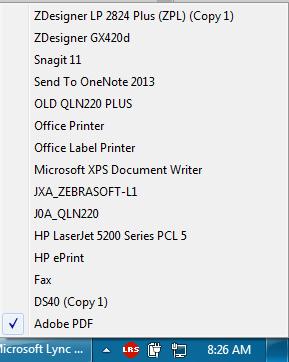 ZDesigner LP 2824 Plus (ZPL) (Copy 1)
ZDesigner GX420d
Snagit 11
Send To OneNote 2013
OLD QLN220 PLUS
Office Printer
Office Label Printer
Microsoft XPS Document Writer
JXA_ZEBRASOFT-L1
J0A_QLN220
HP LaserJet 5200 Series PCL 5
HP ePrint
Fax
DS40 (Copy 1)
Adobe PDF
Microsoft Lync ...
LRS
8:26 AM